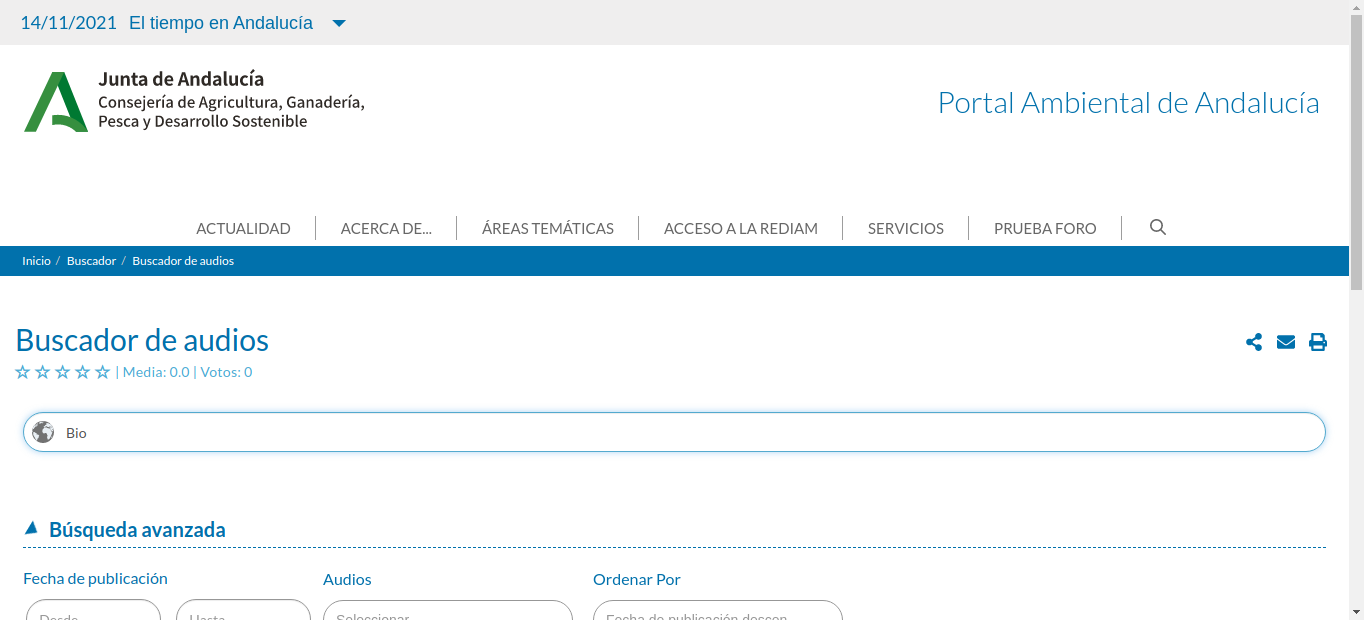 14/11/2021 El tiempo en Andalucía
Junta de Andalucía
Consejería de Agricultura, Ganadería,
Pesca y Desarrollo Sostenible
Portal Ambiental de Andalucía
ACTUALIDAD ACERCA DE... ÁREAS TEMÁTICAS ACCESO A LA REDIAM SERVICIOS PRUEBA FORO
Inicio / Buscador / Buscador de audios
Buscador de audios
| Media: 0.0 | Votos: 0
Bio
Búsqueda avanzada
Fecha de publicación Audios Ordenar Por
Desde Hasta Seleccionar Fecha de publicación descen